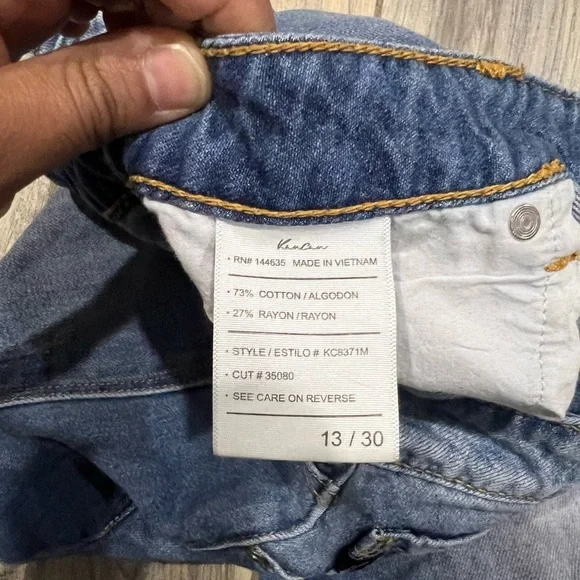 KanCan
• RN# 144635 MADE IN VIETNAM
• 73% COTTON / ALGODON
• 27% RAYON / RAYON
• STYLE / ESTILO # KC8371M
• CUT # 35080
• SEE CARE ON REVERSE
13 / 30